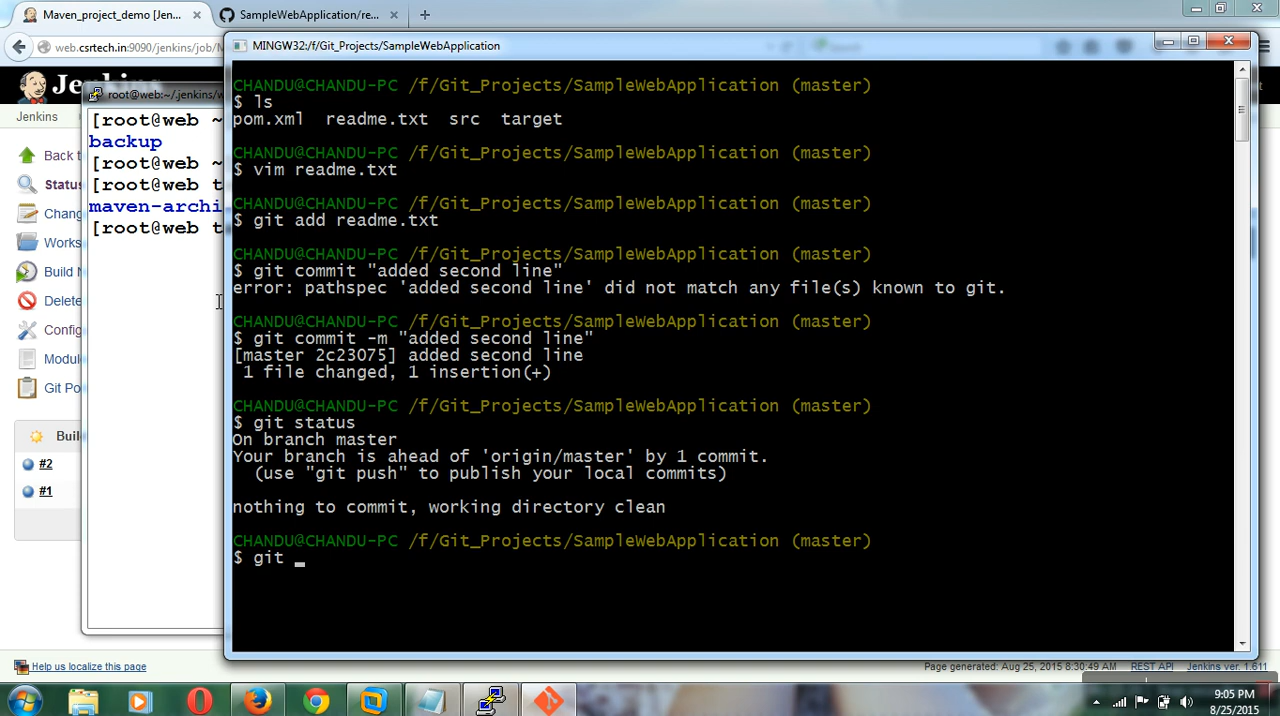 Maven_project_demo [Jen...
SampleWebApplication/re...
web.csrtech.in:9090/jenkins/job/M
MINGW32:/f/Git_Projects/SampleWebApplication
Jenkins
root@web:~/.jenkins/w
Jenkins
Back t
Status
Chang
Works
Build N
Delete
Config
Modul
Git Po
Buil
#2
#1
[root@web ~
backup
[root@web ~
[root@web t
maven-archi
[root@web t
CHANDU@CHANDU-PC /f/Git_Projects/SampleWebApplication (master)
$ ls
pom.xml readme.txt src target
CHANDU@CHANDU-PC /f/Git_Projects/SampleWebApplication (master)
$ vim readme.txt
CHANDU@CHANDU-PC /f/Git_Projects/SampleWebApplication (master)
$ git add readme.txt
CHANDU@CHANDU-PC /f/Git_Projects/SampleWebApplication (master)
$ git commit "added second line"
error: pathspec 'added second line' did not match any file(s) known to git.
CHANDU@CHANDU-PC /f/Git_Projects/SampleWebApplication (master)
$ git commit -m "added second line"
[master 2c23075] added second line
1 file changed, 1 insertion(+)
CHANDU@CHANDU-PC /f/Git_Projects/SampleWebApplication (master)
$ git status
On branch master
Your branch is ahead of 'origin/master' by 1 commit.
(use "git push" to publish your local commits)
nothing to commit, working directory clean
CHANDU@CHANDU-PC /f/Git_Projects/SampleWebApplication (master)
$ git _
Help us localize this page
Page generated: Aug 25, 2015 8:30:49 AM REST API Jenkins ver. 1.611
9:05 PM
8/25/2015